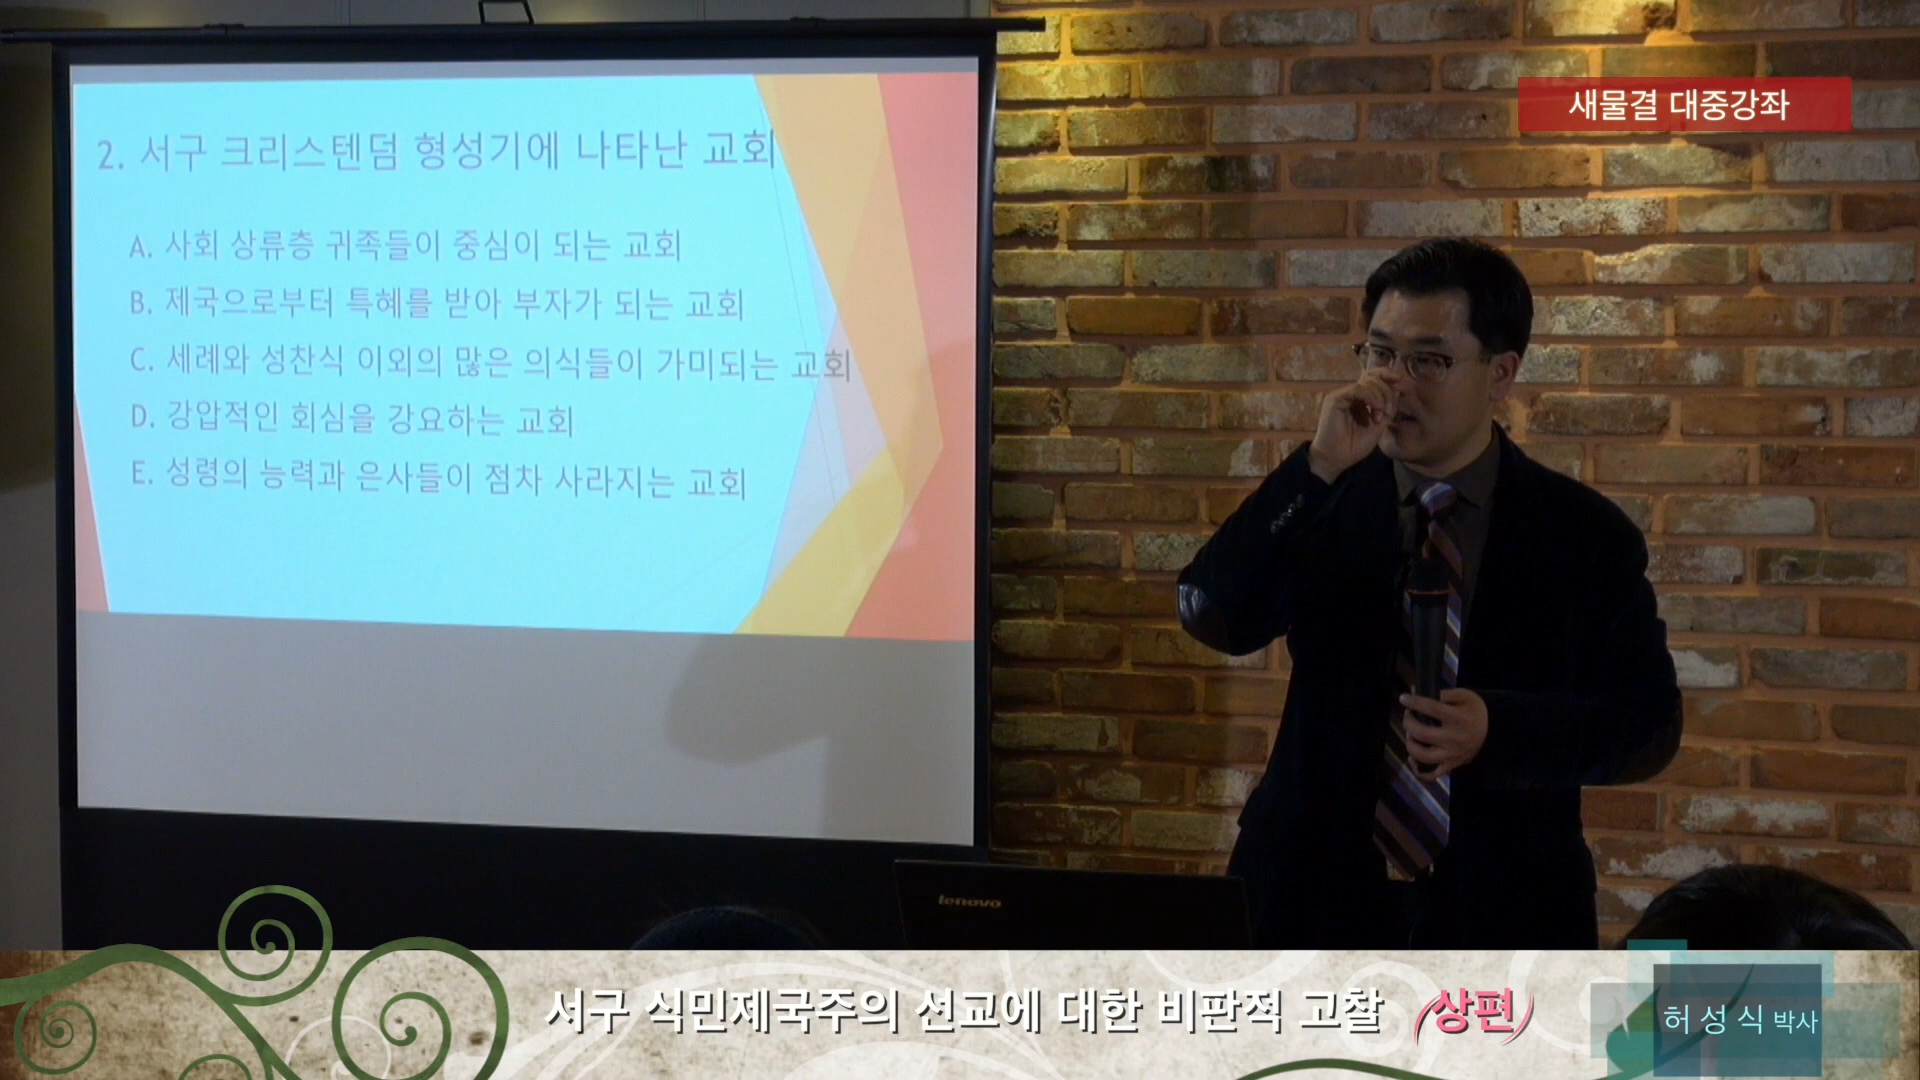 새물결 대중강좌
2. 서구 크리스텐덤 형성기에 나타난 교회
A. 사회 상류층 귀족들이 중심이 되는 교회
B. 제국으로부터 특혜를 받아 부자가 되는 교회
C. 세례와 성찬식 이외의 많은 의식들이 가미되는 교회
D. 강압적인 회심을 강요하는 교회
E. 성령의 능력과 은사들이 점차 사라지는 교회
lenovo
서구 식민제국주의 선교에 대한 비판적 고찰 (상편)
허성식 박사